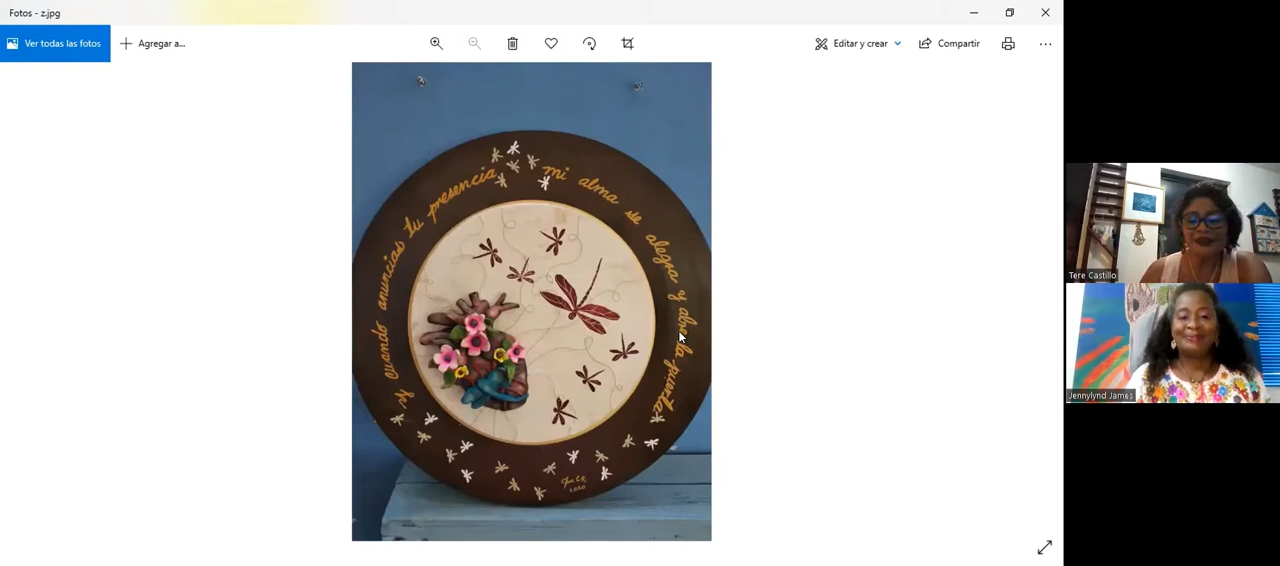 Fotos - z.jpg
Ver todas las fotos
Agregar a...
Editar y crear
Compartir
y cuando anuncias tu presencia mi alma se alegra y abre la puerta
2020
Tere Castillo
Jennylynd James